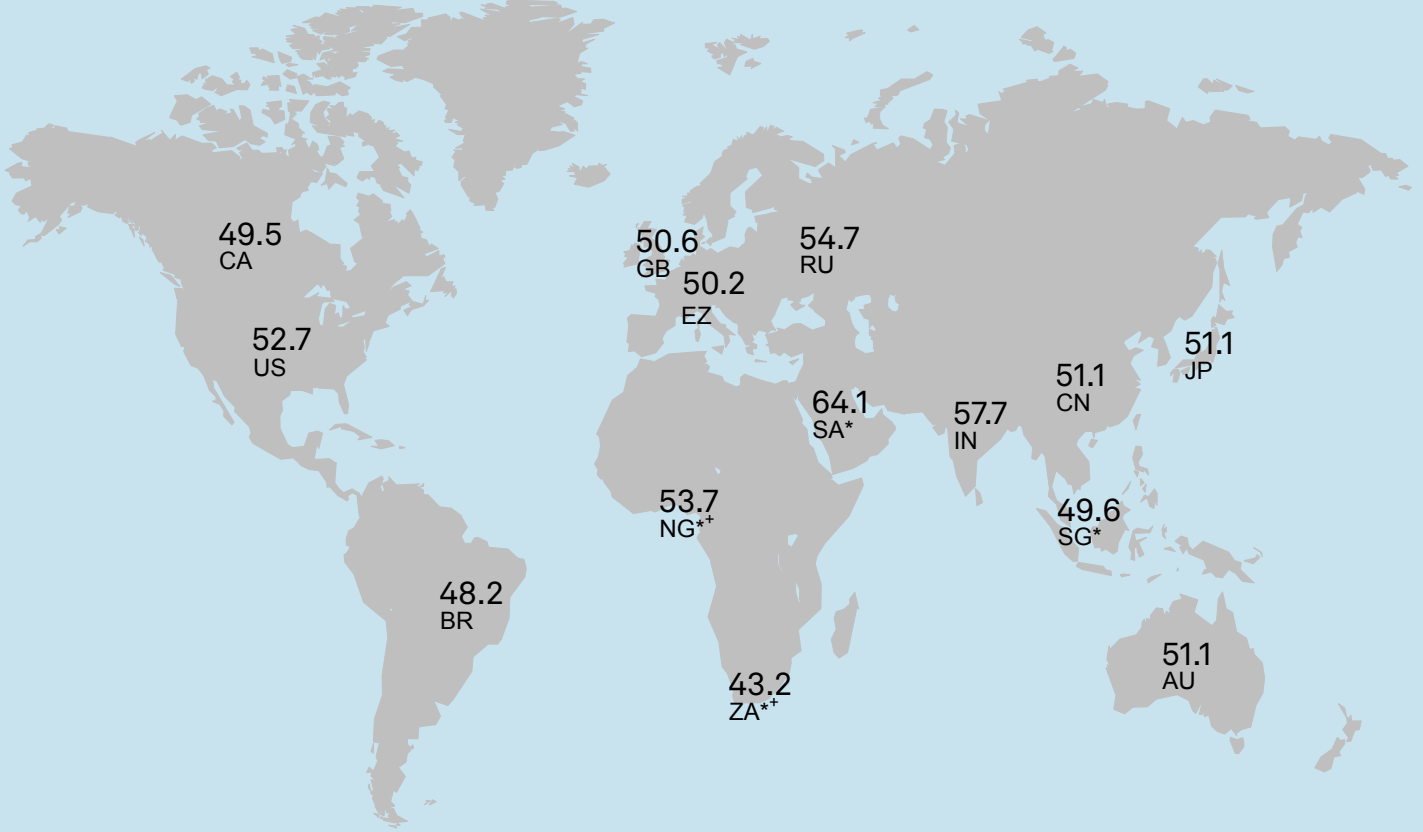 49.5
CA
50.6
GB
54.7
RU
50.2
EZ
52.7
US
51.1
JP
51.1
CN
64.1
SA*
57.7
IN
53.7
NG*⁺
49.6
SG*
48.2
BR
51.1
AU
43.2
ZA*⁺